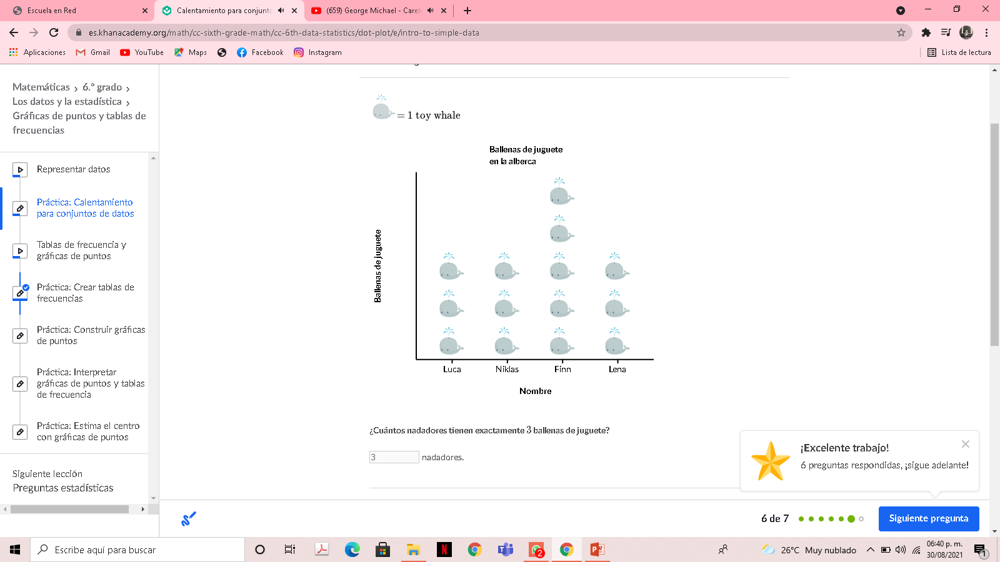 Escuela en Red
Calentamiento para conjunto
(659) George Michael - Carel
es.khanacademy.org/math/cc-sixth-grade-math/cc-6th-data-statistics/dot-plot/e/intro-to-simple-data
Aplicaciones
Gmail
YouTube
Maps
Facebook
Instagram
Lista de lectura
Matemáticas > 6.º grado >
Los datos y la estadística >
Gráficas de puntos y tablas de
frecuencias
Representar datos
Práctica: Calentamiento
para conjuntos de datos
Tablas de frecuencia y
gráficas de puntos
Práctica: Crear tablas de
frecuencias
Práctica: Construir gráficas
de puntos
Práctica: Interpretar
gráficas de puntos y tablas
de frecuencia
Práctica: Estima el centro
con gráficas de puntos
Siguiente lección
Preguntas estadísticas
= 1 toy whale
Ballenas de juguete
en la alberca
Ballenas de juguete
Luca
Niklas
Finn
Lena
Nombre
¿Cuántos nadadores tienen exactamente 3 ballenas de juguete?
3 nadadores.
¡Excelente trabajo!
6 preguntas respondidas, ¡sigue adelante!
6 de 7
Siguiente pregunta
Escribe aquí para buscar
2
26°C Muy nublado
06:40 p. m.
30/08/2021
1